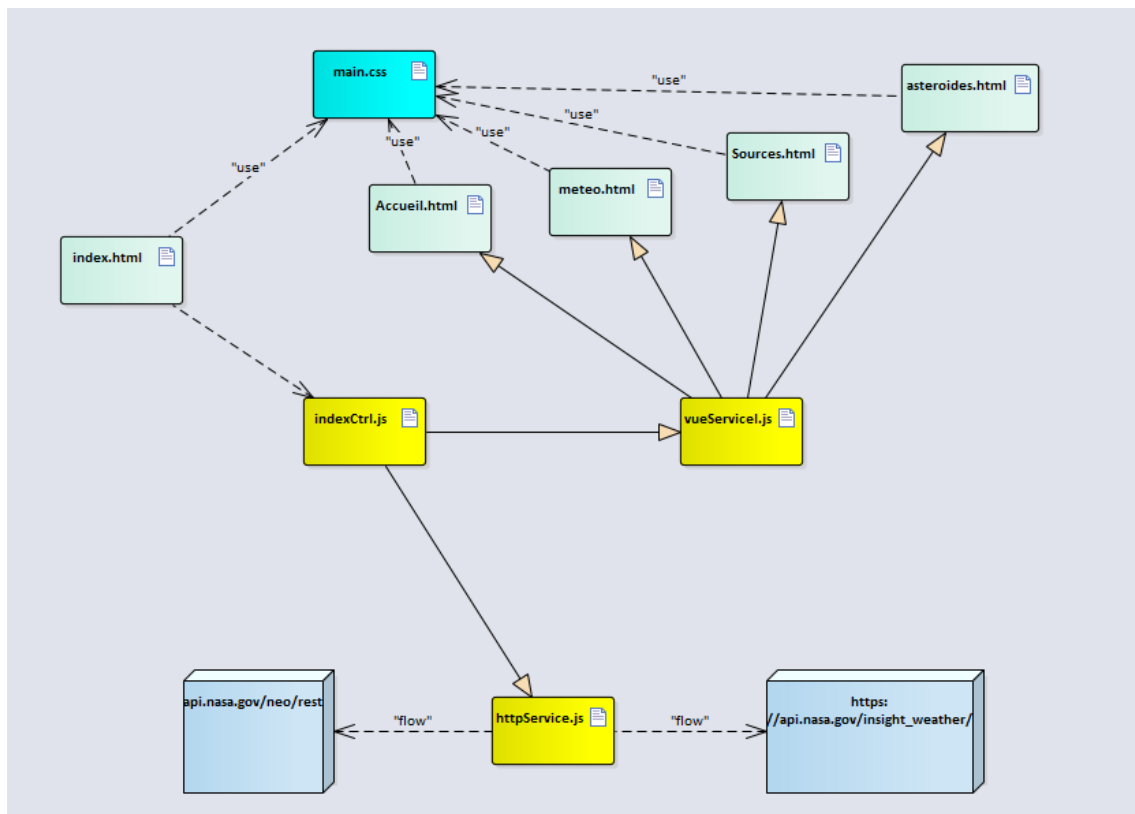 main.css
"use"
asteroides.html
"use"
Sources.html
"use"
"use"
"use"
meteo.html
Accueil.html
index.html
indexCtrl.js
vueServicel.js
api.nasa.gov/neo/rest
https:
//api.nasa.gov/insight_weather/
httpService.js
"flow"
"flow"